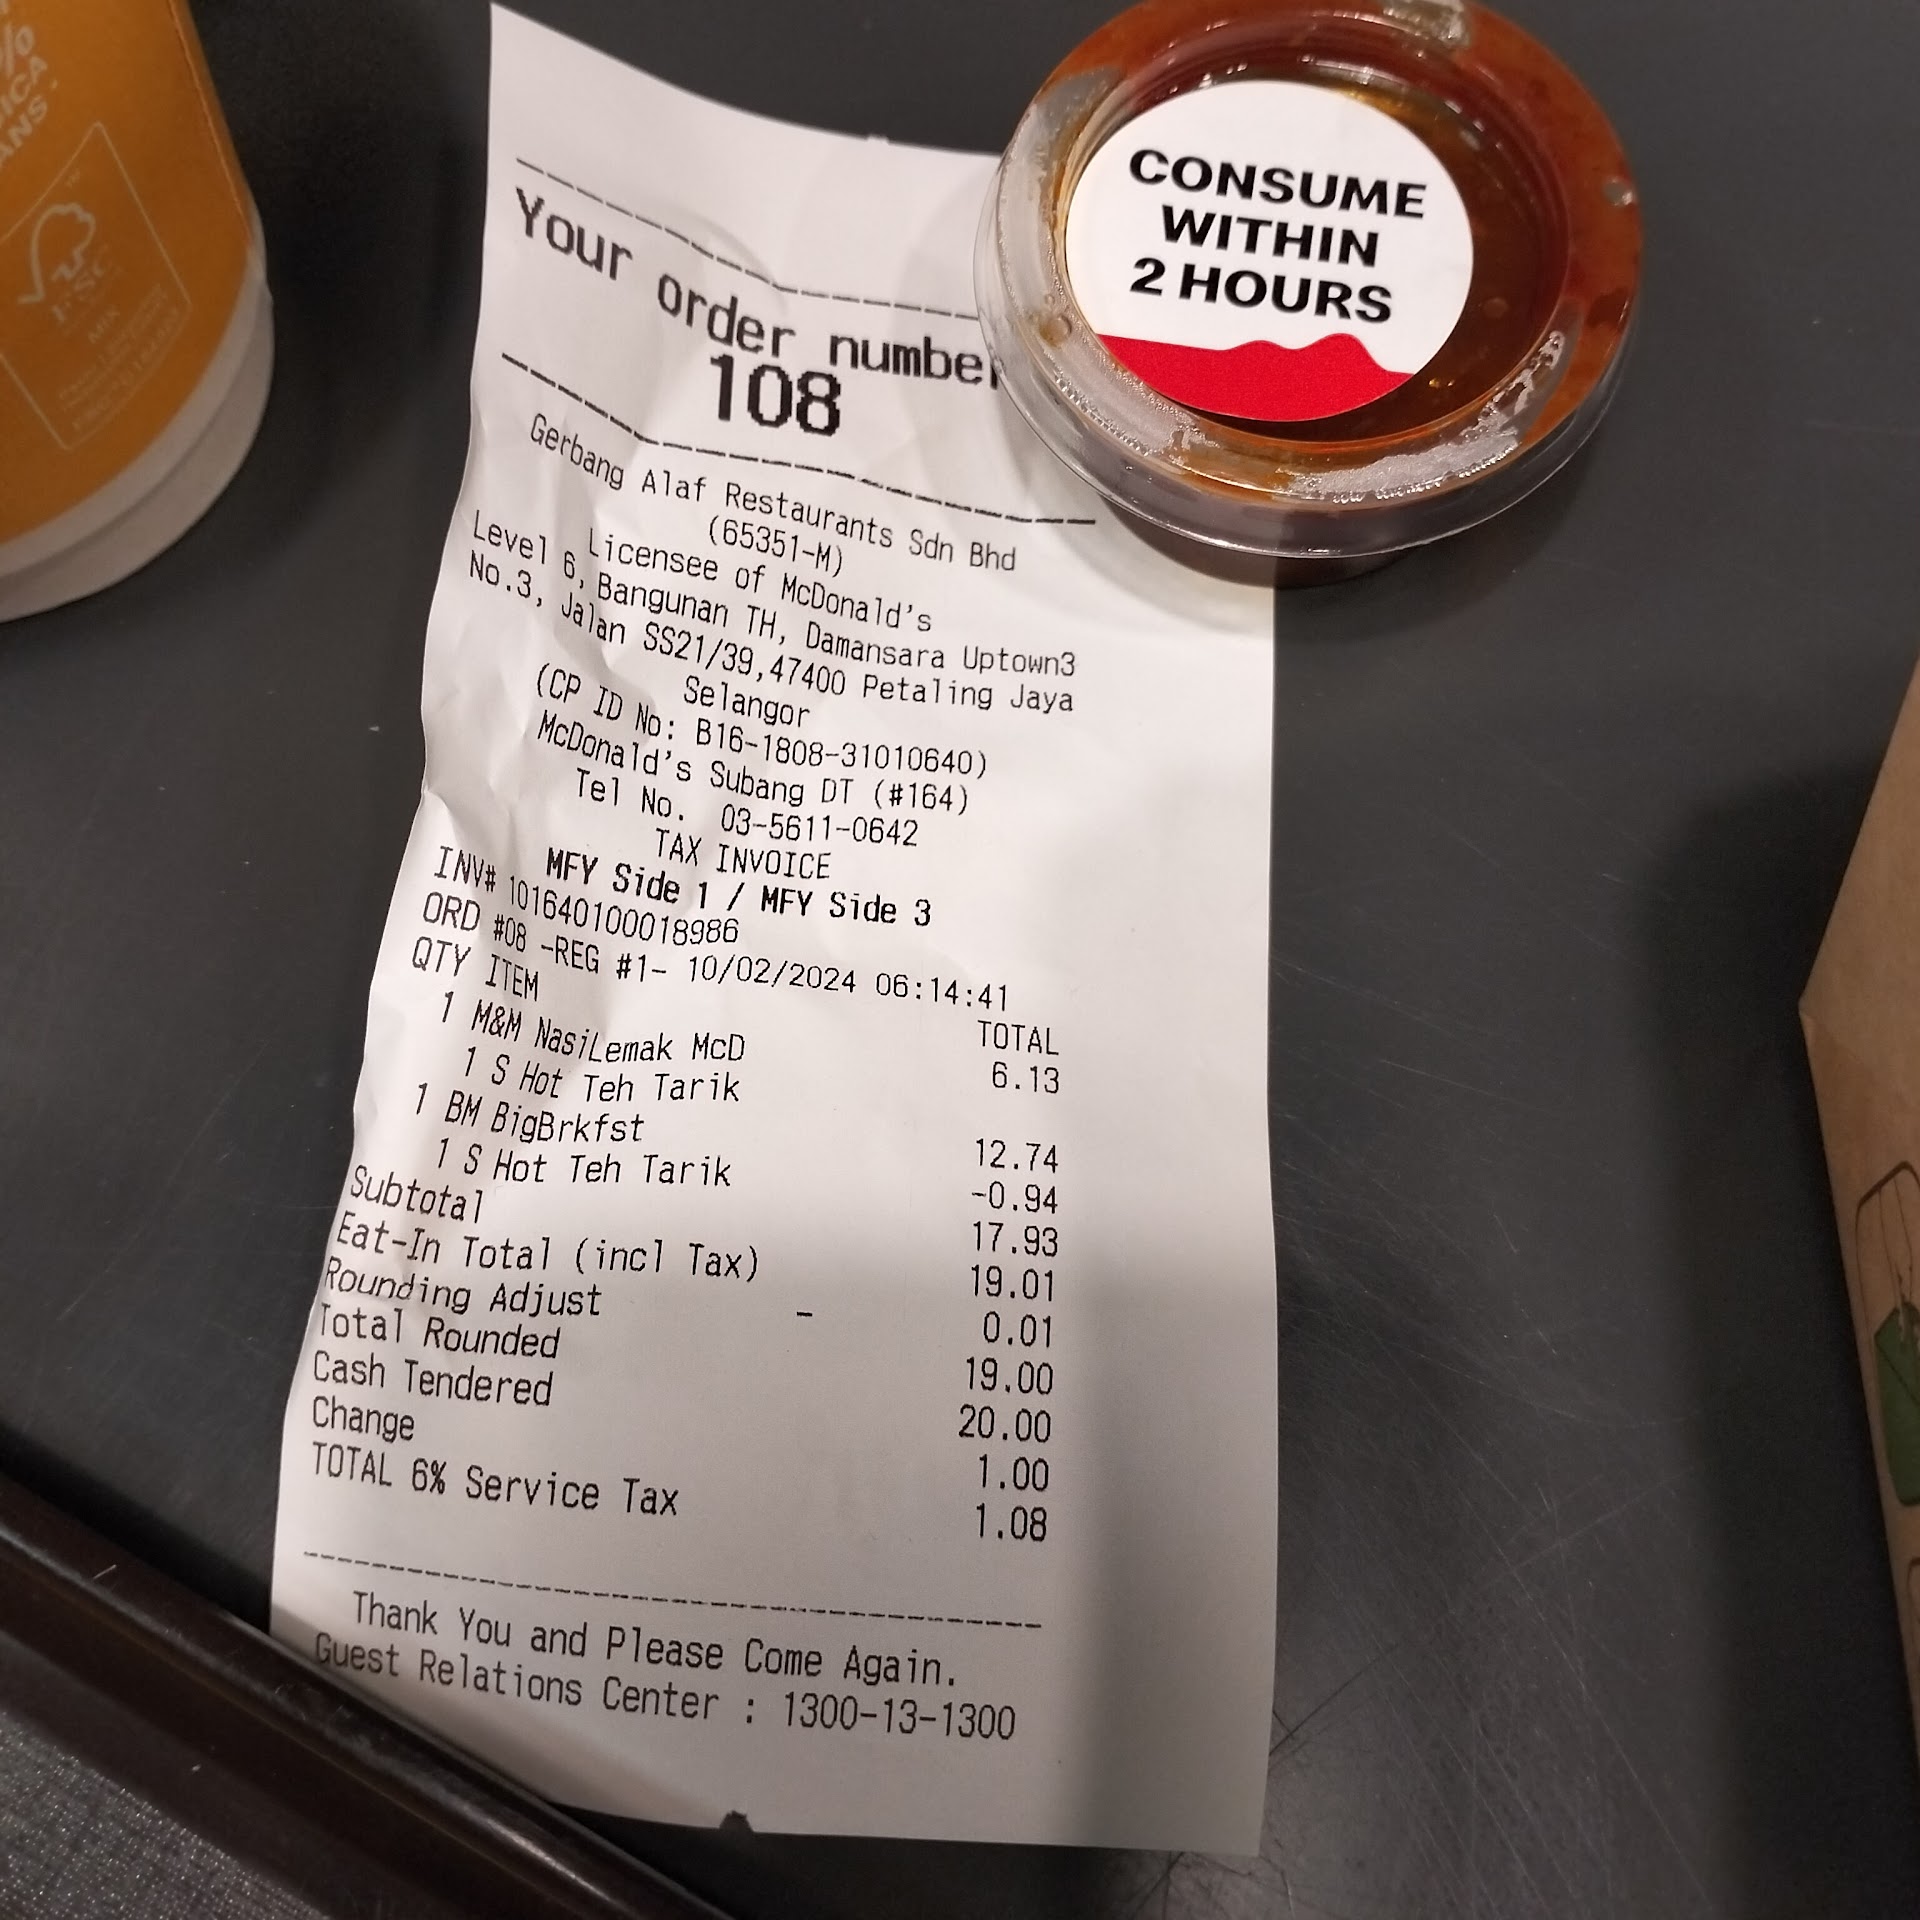 CONSUME
WITHIN
2 HOURS
Your order number
108
Gerbang Alaf Restaurants Sdn Bhd
(65351-M)
Licensee of McDonald's
Level 6, Bangunan TH, Damansara Uptown3
No.3, Jalan SS21/39,47400 Petaling Jaya
Selangor
(CP ID No: B16-1808-31010640)
McDonald's Subang DT (#164)
Tel No. 03-5611-0642
TAX INVOICE
MFY Side 1 / MFY Side 3
INV# 101640100018986
ORD #08 -REG #1- 10/02/2024 06:14:41
QTY ITEM TOTAL
1 M&M NasiLemak McD 6.13
1 S Hot Teh Tarik
1 BM BigBrkfst 12.74
1 S Hot Teh Tarik -0.94
Subtotal 17.93
Eat-In Total (incl Tax) 19.01
Rounding Adjust - 0.01
Total Rounded 19.00
Cash Tendered 20.00
Change 1.00
TOTAL 6% Service Tax 1.08
Thank You and Please Come Again.
Guest Relations Center : 1300-13-1300
FSC
MIX